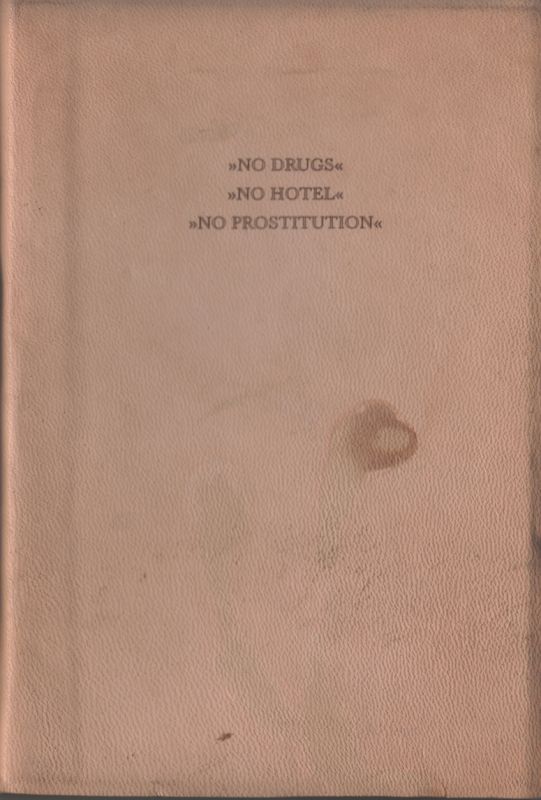 »NO DRUGS«
»NO HOTEL«
»NO PROSTITUTION«